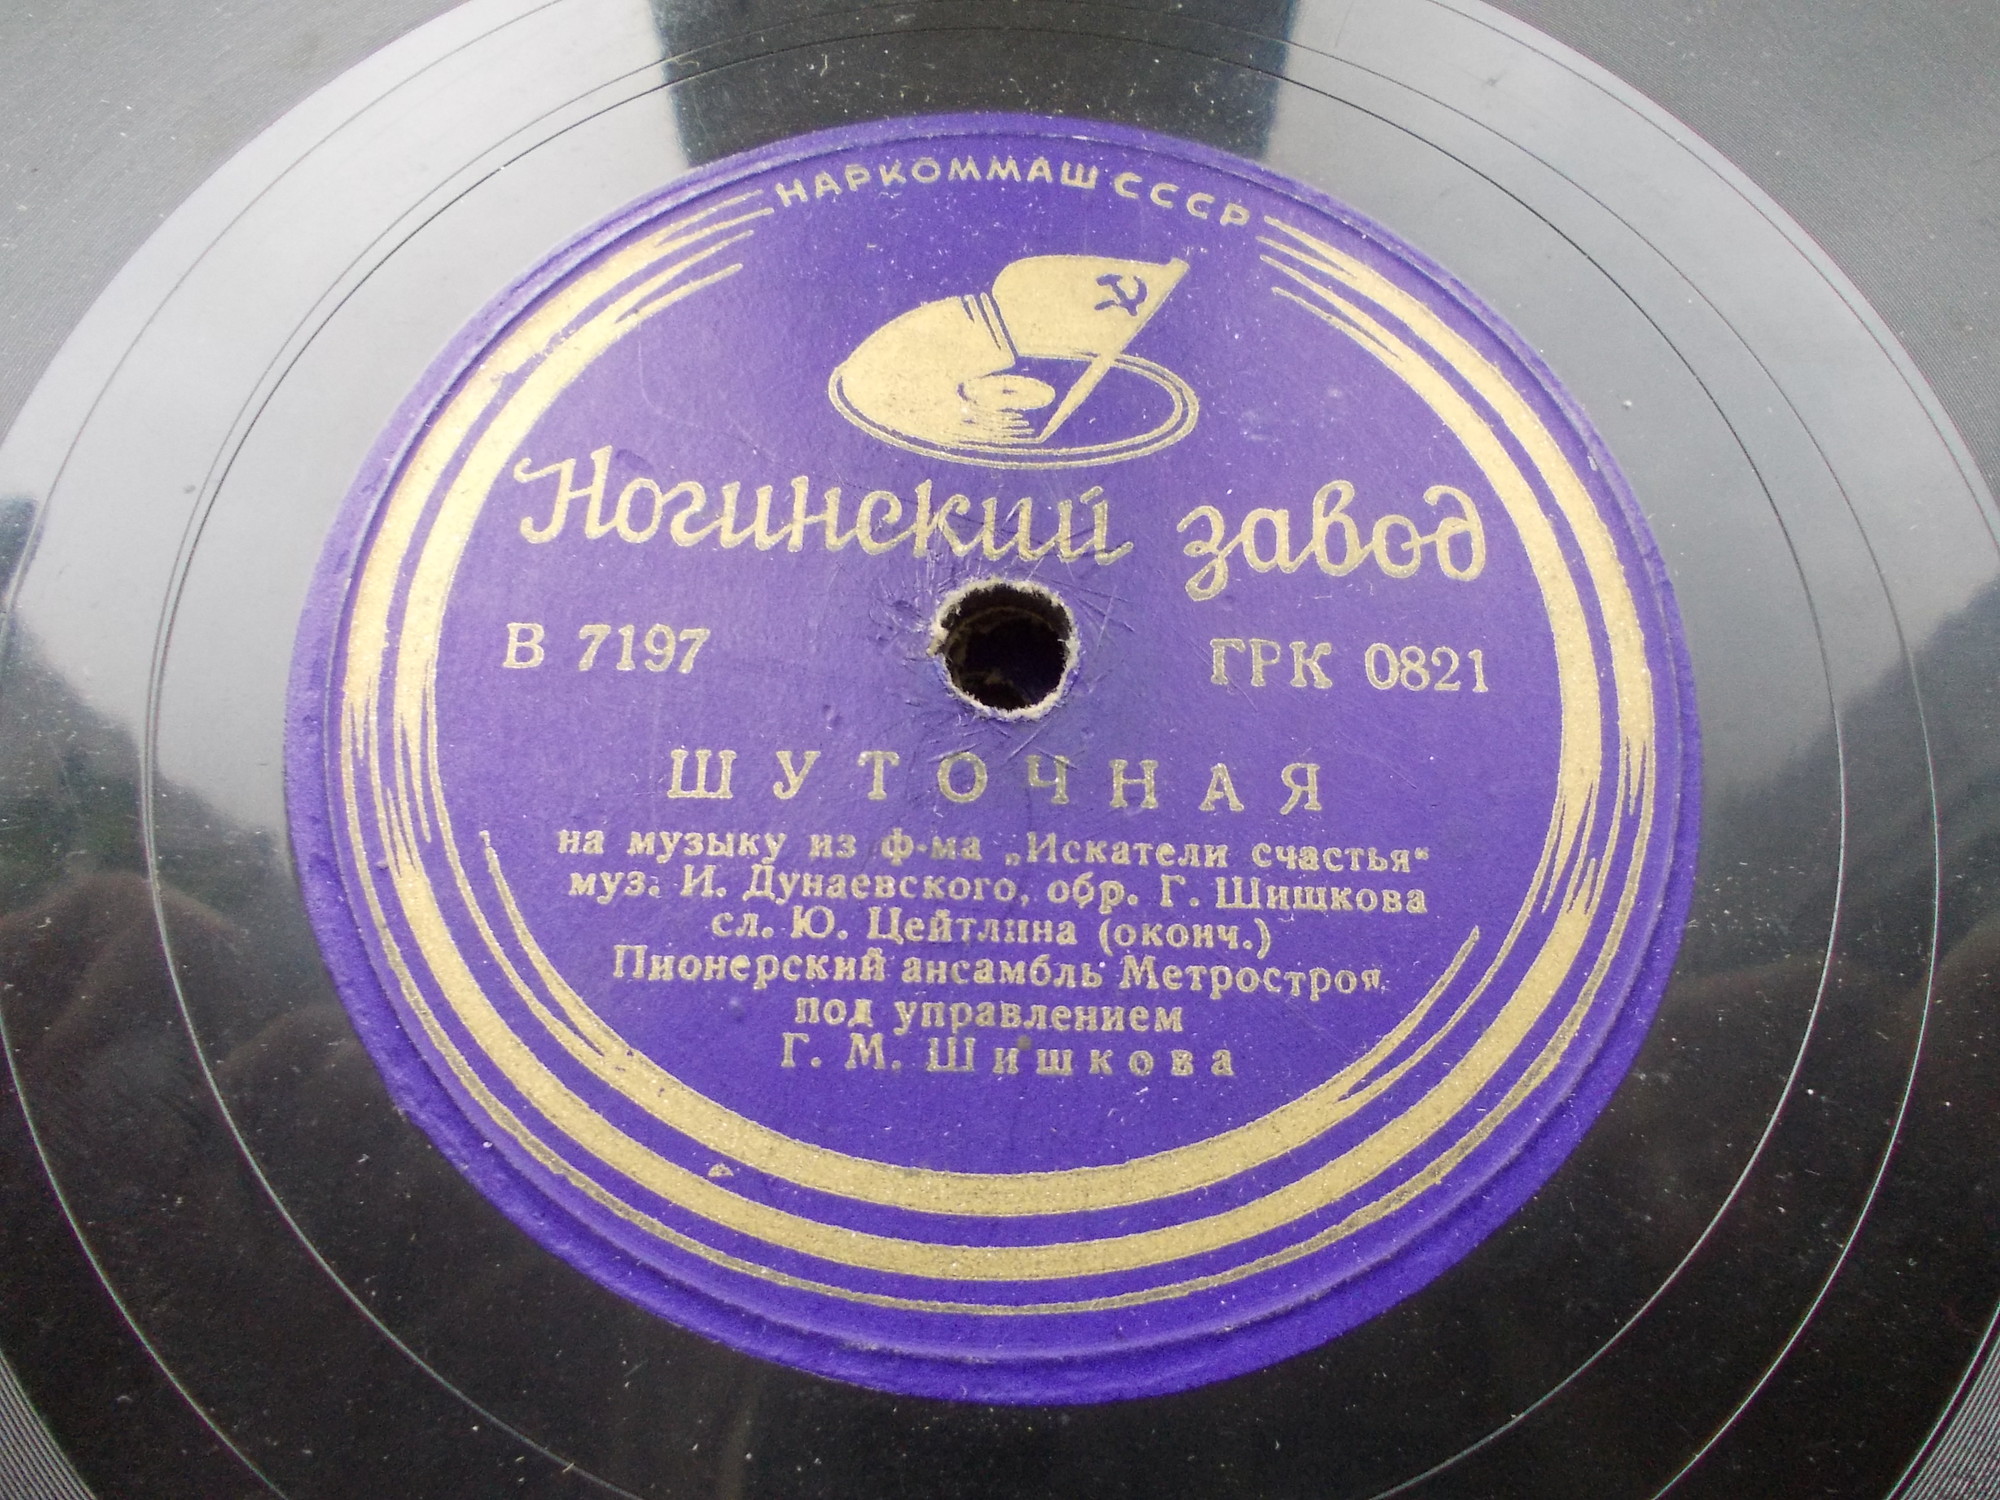 НАРКОММАШ СССР
Ногинский завод
В 7197
ГРК 0821
ШУТОЧНАЯ
на музыку из ф-ма „Искатели счастья“
муз. И. Дунаевского, обр. Г. Шишкова
сл. Ю. Цейтлина (оконч.)
Пионерский ансамбль Метростроя
под управлением
Г. М. Шишкова